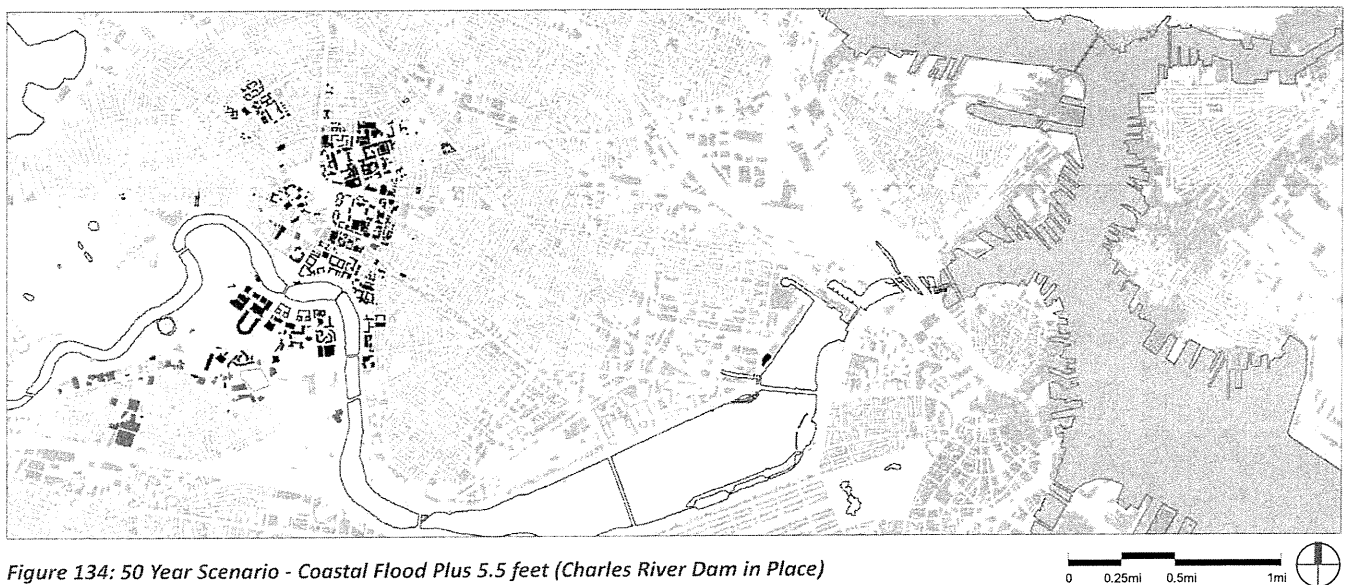 Figure 134: 50 Year Scenario - Coastal Flood Plus 5.5 feet (Charles River Dam in Place)
0 0.25mi 0.5mi 1mi